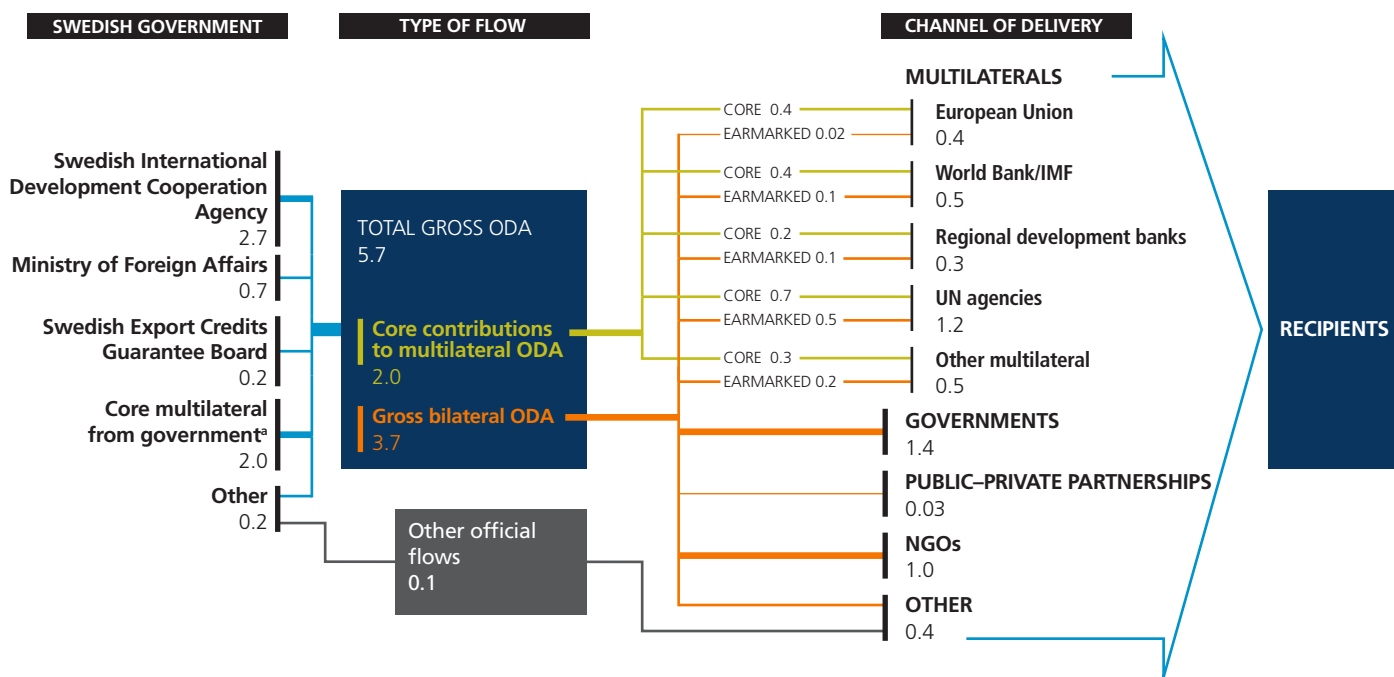 SWEDISH GOVERNMENT
TYPE OF FLOW
CHANNEL OF DELIVERY
Swedish International
Development Cooperation
Agency
2.7
Ministry of Foreign Affairs
0.7
Swedish Export Credits
Guarantee Board
0.2
Core multilateral
from governmentᵃ
2.0
Other
0.2
TOTAL GROSS ODA
5.7
Core contributions
to multilateral ODA
2.0
Gross bilateral ODA
3.7
Other official
flows
0.1
MULTILATERALS
CORE 0.4
EARMARKED 0.02
European Union
0.4
CORE 0.4
EARMARKED 0.1
World Bank/IMF
0.5
CORE 0.2
EARMARKED 0.1
Regional development banks
0.3
CORE 0.7
EARMARKED 0.5
UN agencies
1.2
CORE 0.3
EARMARKED 0.2
Other multilateral
0.5
GOVERNMENTS
1.4
PUBLIC–PRIVATE PARTNERSHIPS
0.03
NGOs
1.0
OTHER
0.4
RECIPIENTS